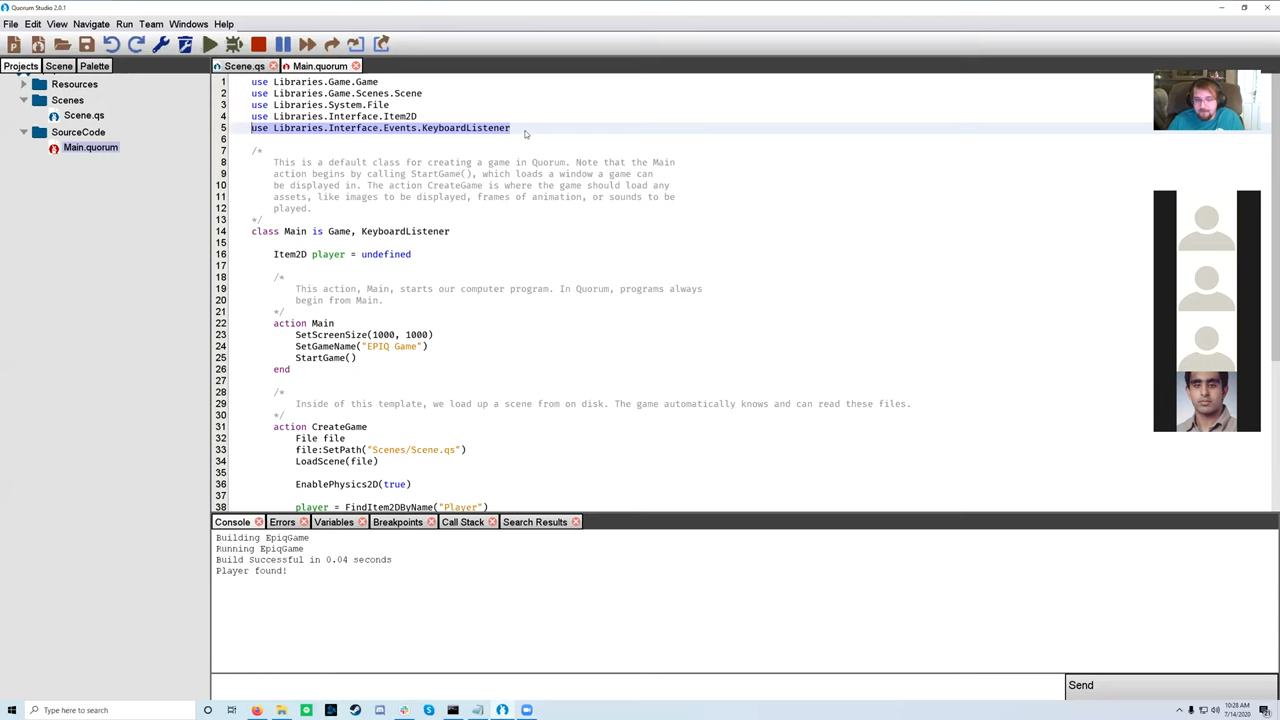 Quorum Studio 2.0.1
File Edit View Navigate Run Team Windows Help
Projects Scene Palette
Scene.qs Main.quorum
Resources
Scenes
Scene.qs
SourceCode
Main.quorum
1 use Libraries.Game.Game
2 use Libraries.Game.Scenes.Scene
3 use Libraries.System.File
4 use Libraries.Interface.Item2D
5 use Libraries.Interface.Events.KeyboardListener
6
7 /*
8 This is a default class for creating a game in Quorum. Note that the Main
9 action begins by calling StartGame(), which loads a window a game can
10 be displayed in. The action CreateGame is where the game should load any
11 assets, like images to be displayed, frames of animation, or sounds to be
12 played.
13 */
14 class Main is Game, KeyboardListener
15
16 Item2D player = undefined
17
18 /*
19 This action, Main, starts our computer program. In Quorum, programs always
20 begin from Main.
21 */
22 action Main
23 SetScreenSize(1000, 1000)
24 SetGameName("EPIQ Game")
25 StartGame()
26 end
27
28 /*
29 Inside of this template, we load up a scene from on disk. The game automatically knows and can read these files.
30 */
31 action CreateGame
32 File file
33 file:SetPath("Scenes/Scene.qs")
34 LoadScene(file)
35
36 EnablePhysics2D(true)
37
38 player = FindItem2DByName("Player")
Console Errors Variables Breakpoints Call Stack Search Results
Building EpiqGame
Running EpiqGame
Build Successful in 0.04 seconds
Player found!
Send
Type here to search
10:28 AM
7/14/2020